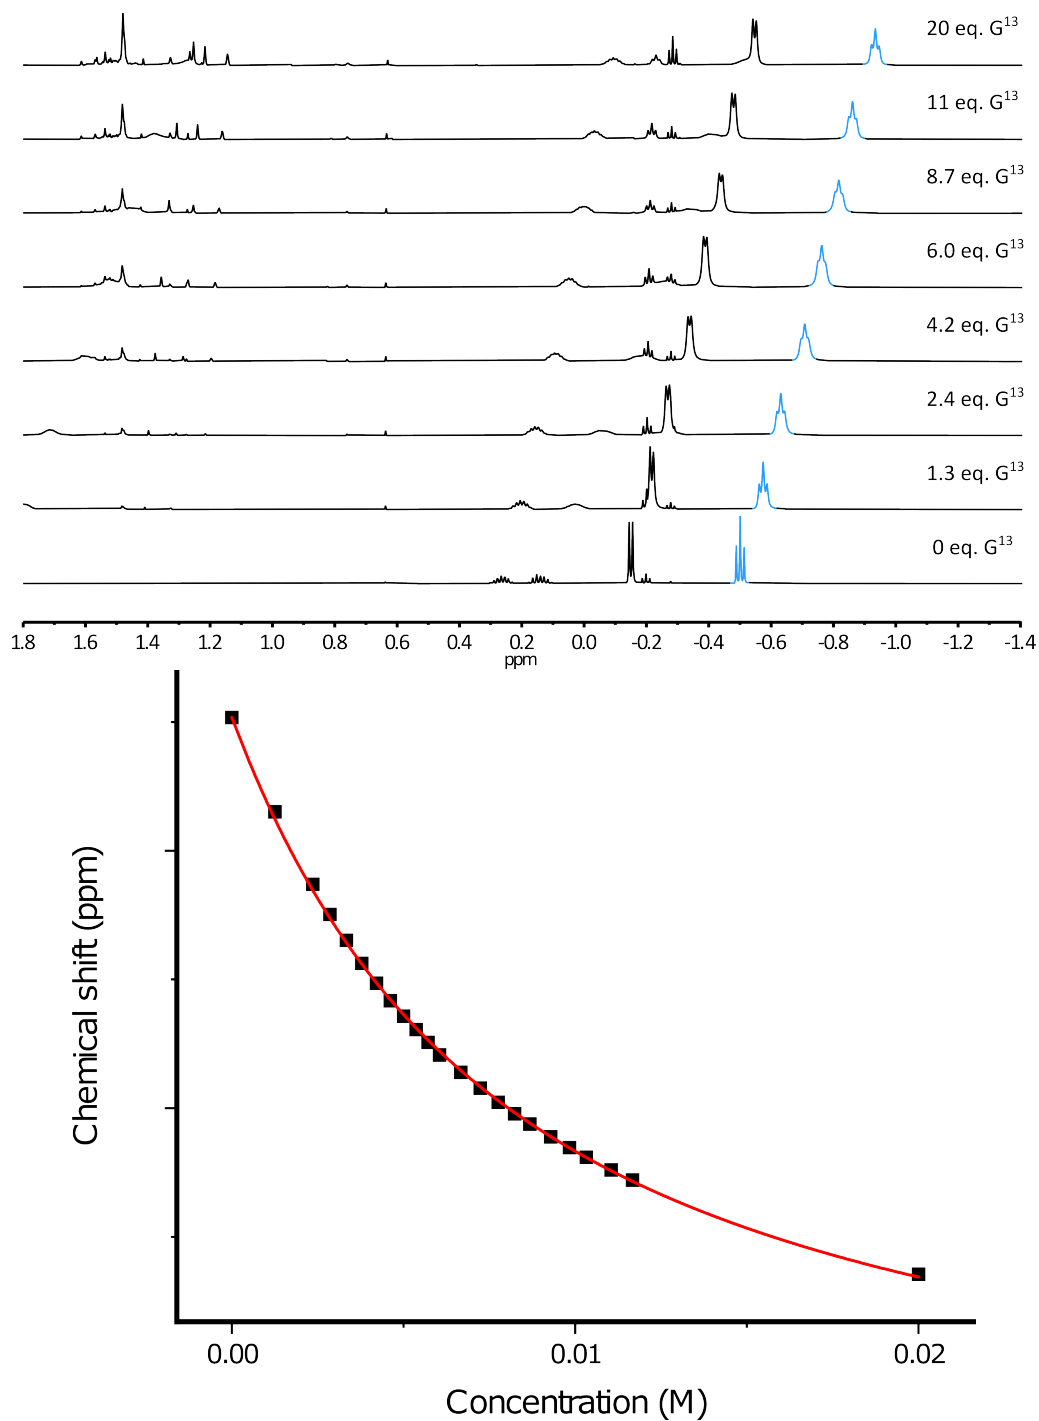 20 eq. G13
11 eq. G13
8.7 eq. G13
6.0 eq. G13
4.2 eq. G13
2.4 eq. G13
1.3 eq. G13
0 eq. G13
1.8 1.6 1.4 1.2 1.0 0.8 0.6 0.4 0.2 0.0 -0.2 -0.4 -0.6 -0.8 -1.0 -1.2 -1.4
ppm
Chemical shift (ppm)
0.00 0.01 0.02
Concentration (M)